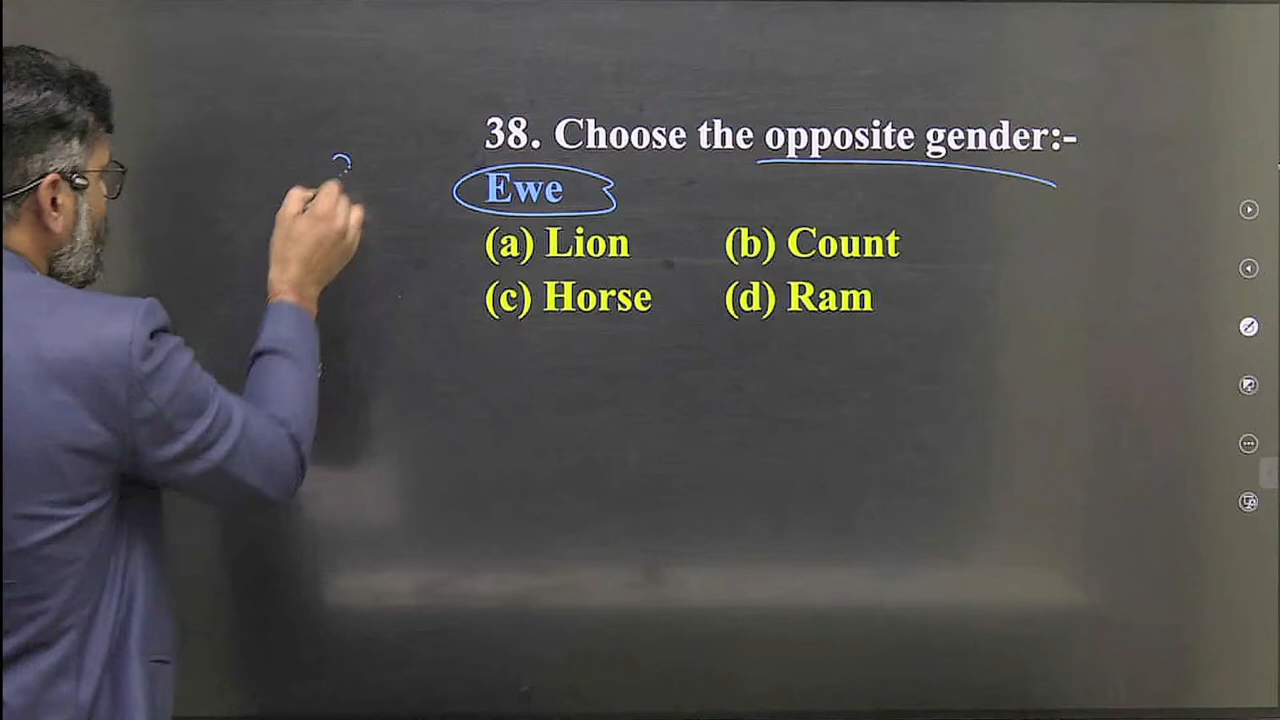 38. Choose the opposite gender:-
Ewe
(a) Lion (b) Count
(c) Horse (d) Ram